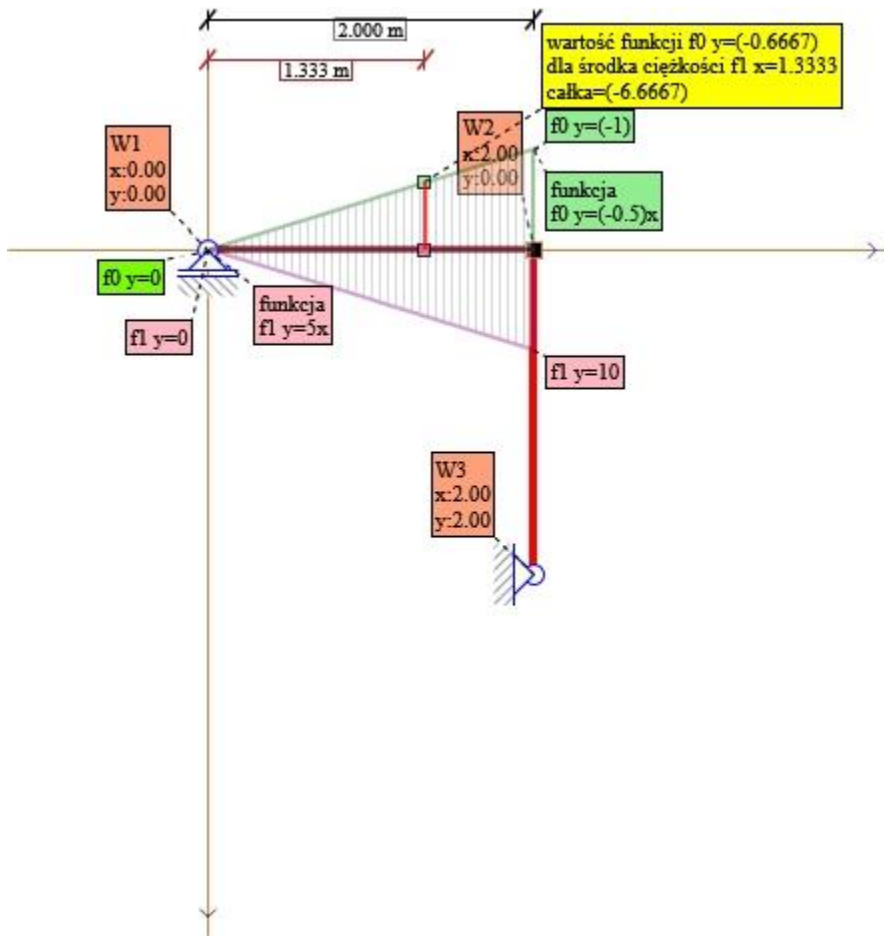 2.000 m
1.333 m
wartość funkcji f0 y=(-0.6667)
dla środka ciężkości f1 x=1.3333
całka=(-6.6667)
W1
x:0.00
y:0.00
W2
x:2.00
y:0.00
f0 y=(-1)
funkcja
f0 y=(-0.5)x
f0 y=0
funkcja
f1 y=5x
f1 y=0
f1 y=10
W3
x:2.00
y:2.00